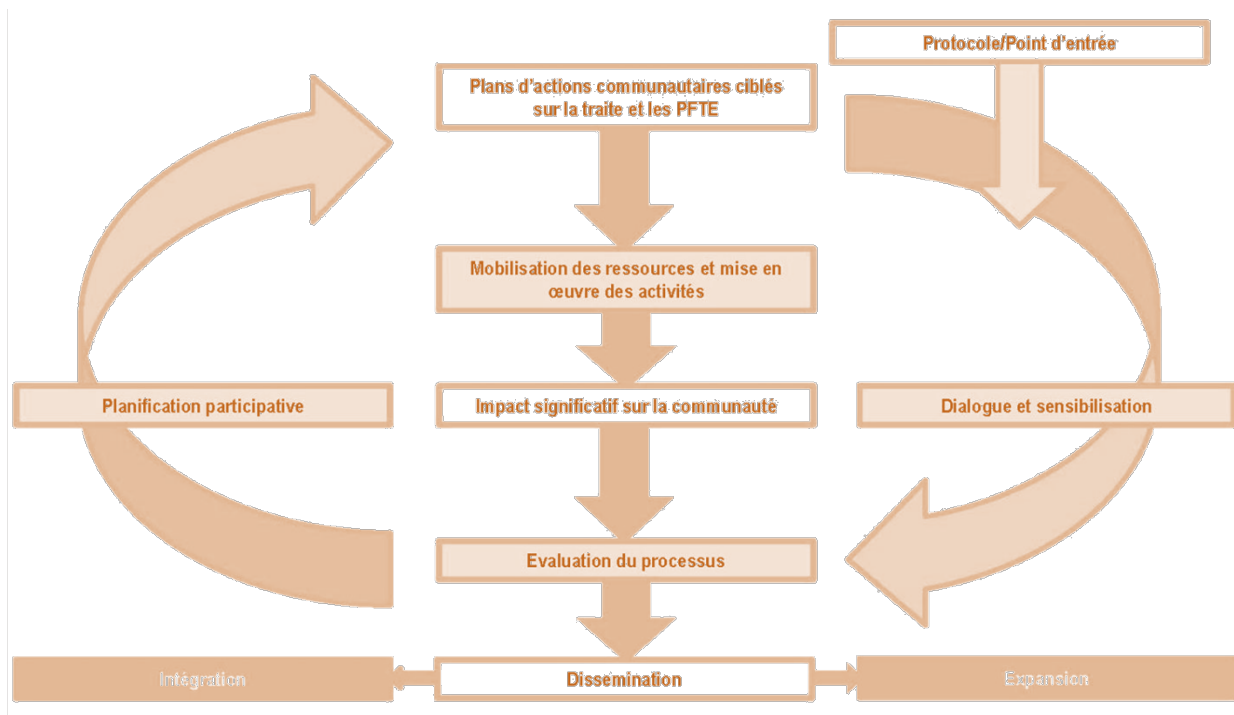 Protocole/Point d'entrée
Plans d'actions communautaires ciblés
sur la traite et les PFTE
Mobilisation des ressources et mise en
œuvre des activités
Planification participative
Impact significatif sur la communauté
Dialogue et sensibilisation
Evaluation du processus
Intégration
Dissémination
Expansion